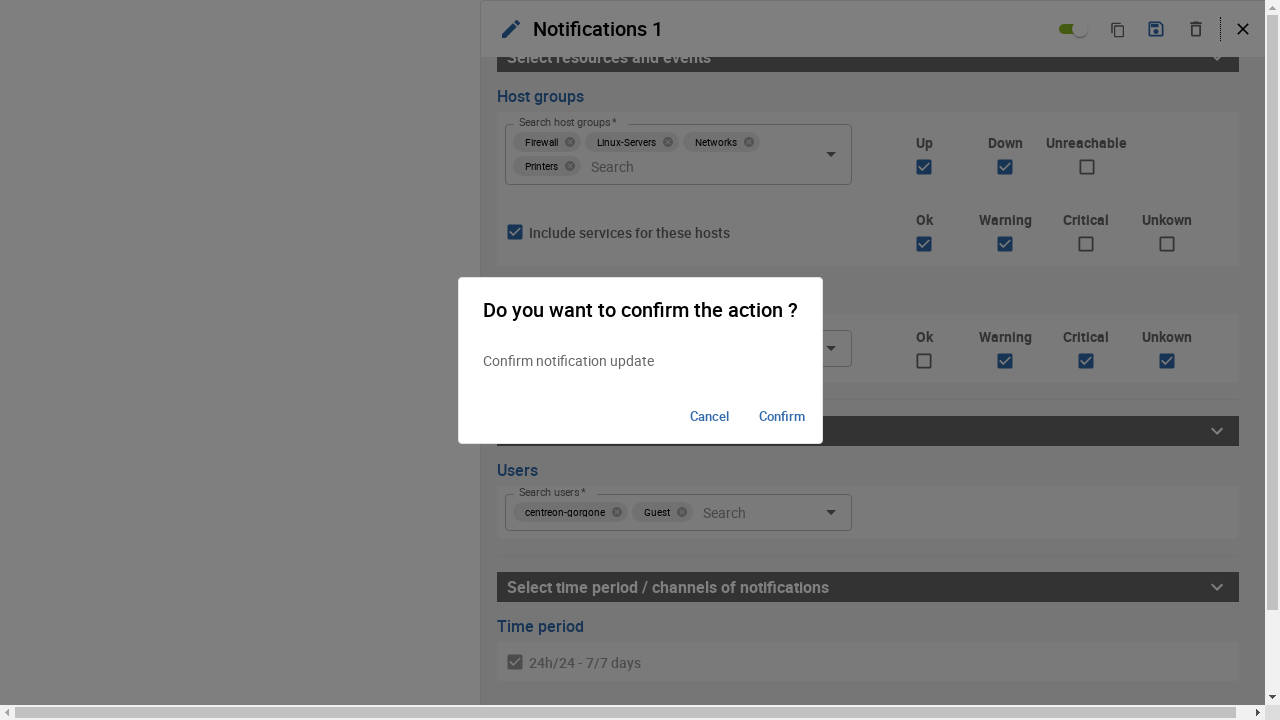 Notifications 1
Select resources and events
Host groups
Search host groups *
Firewall
Linux-Servers
Networks
Printers
Search
Up
Down
Unreachable
Include services for these hosts
Ok
Warning
Critical
Unkown
Do you want to confirm the action ?
Confirm notification update
Cancel
Confirm
Ok
Warning
Critical
Unkown
Users
Search users *
centreon-gorgone
Guest
Search
Select time period / channels of notifications
Time period
24h/24 - 7/7 days